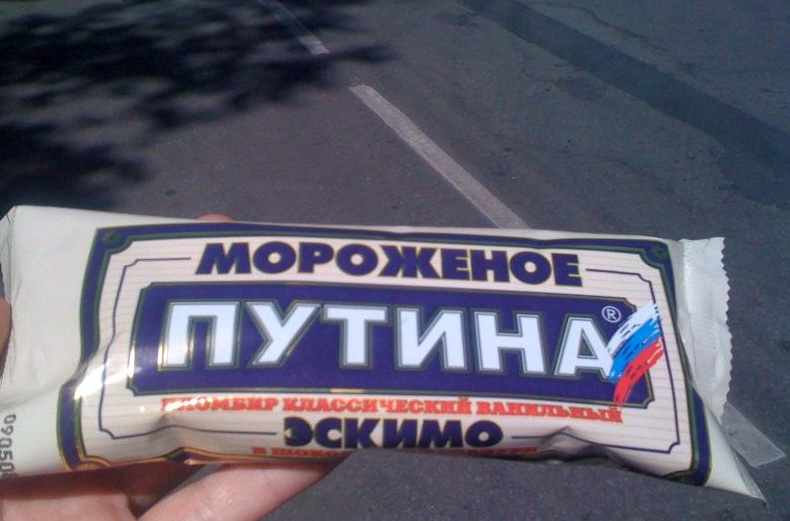 МОРОЖЕНОЕ
ПУТИНА®
ПЛОМБИР КЛАССИЧЕСКИЙ ВАНИЛЬНЫЙ
ЭСКИМО
В